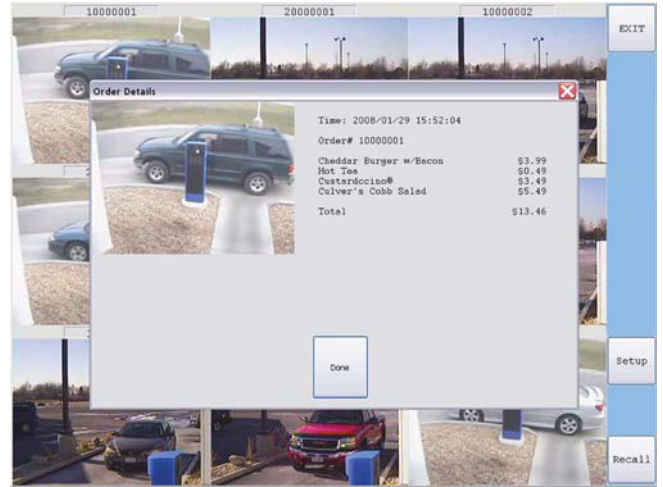 10000001 20000001 10000002
EXIT
Order Details
Time: 2008/01/29 15:52:04
Order# 10000001
Cheddar Burger w/Bacon $3.99
Hot Tea $0.49
Custardccino® $3.49
Culver's Cobb Salad $5.49
Total $13.46
Done
Setup
Recall